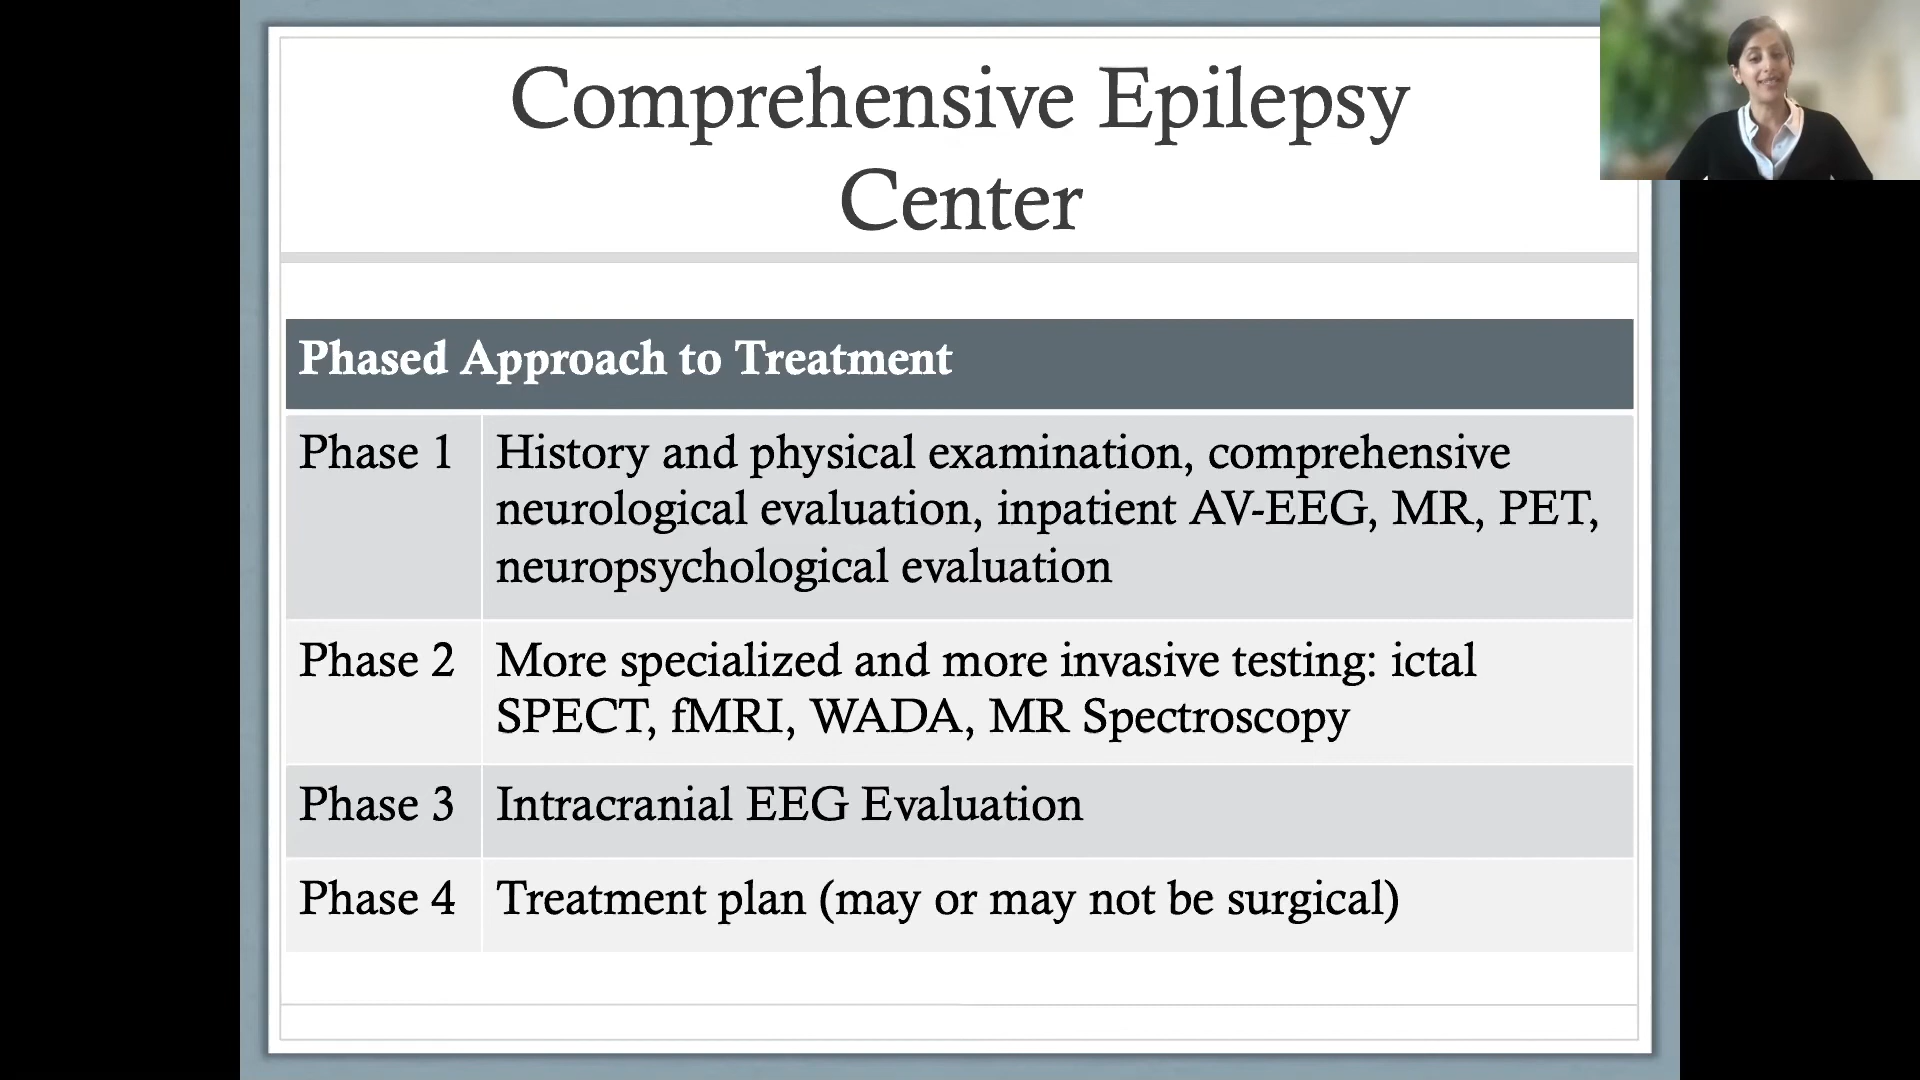 Comprehensive Epilepsy
Center
Phased Approach to Treatment
Phase 1
History and physical examination, comprehensive
neurological evaluation, inpatient AV-EEG, MR, PET,
neuropsychological evaluation
Phase 2
More specialized and more invasive testing: ictal
SPECT, fMRI, WADA, MR Spectroscopy
Phase 3
Intracranial EEG Evaluation
Phase 4
Treatment plan (may or may not be surgical)